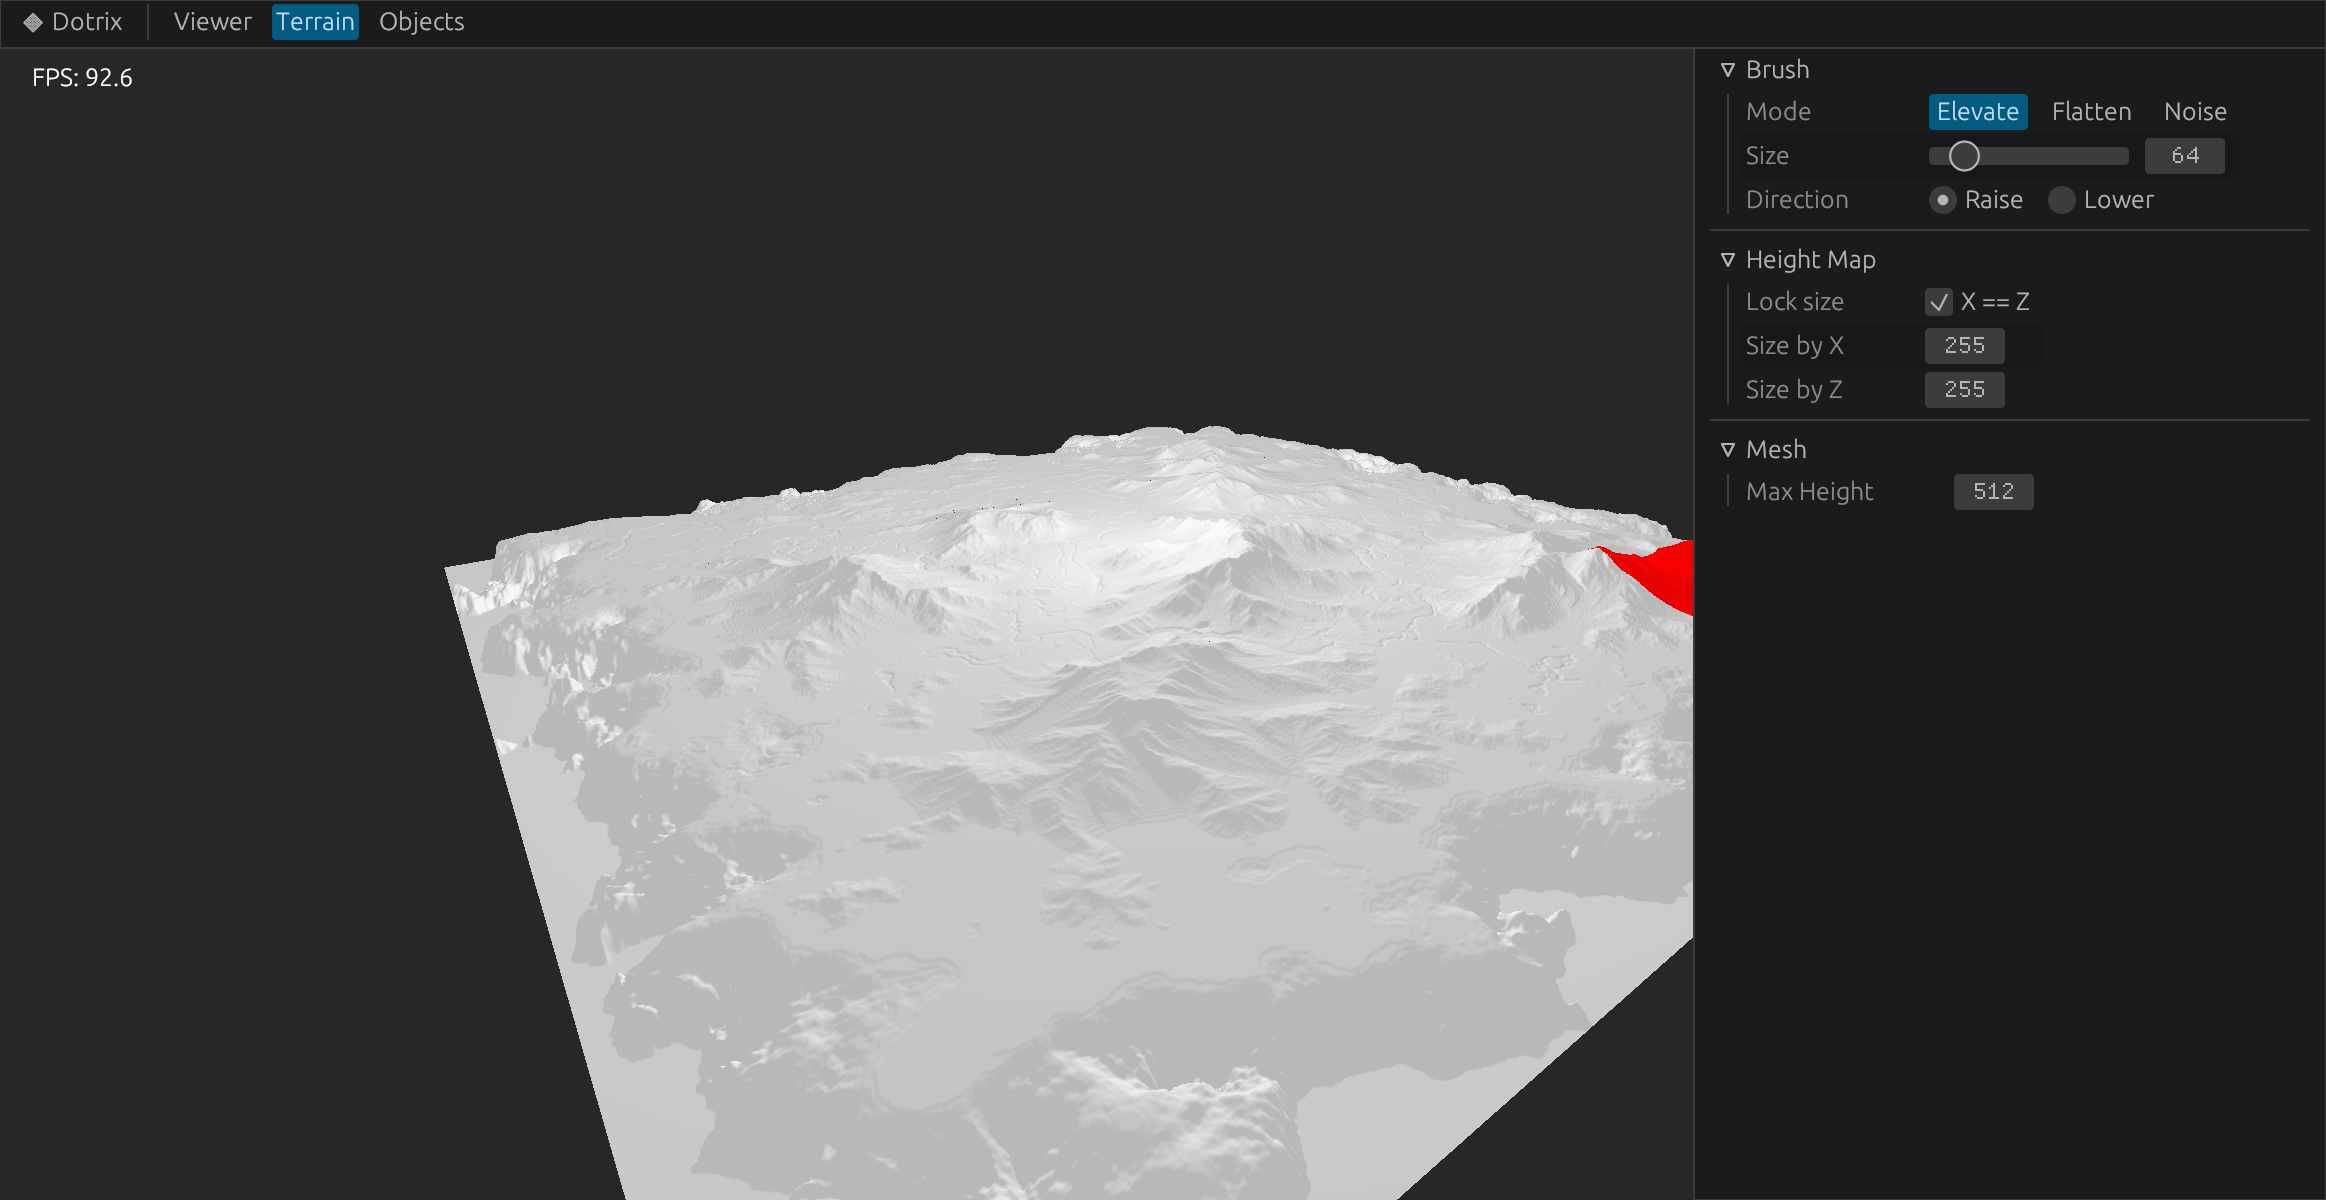 Dotrix Viewer Terrain Objects
FPS: 92.6
Brush
Mode Elevate Flatten Noise
Size 64
Direction Raise Lower
Height Map
Lock size X == Z
Size by X 255
Size by Z 255
Mesh
Max Height 512